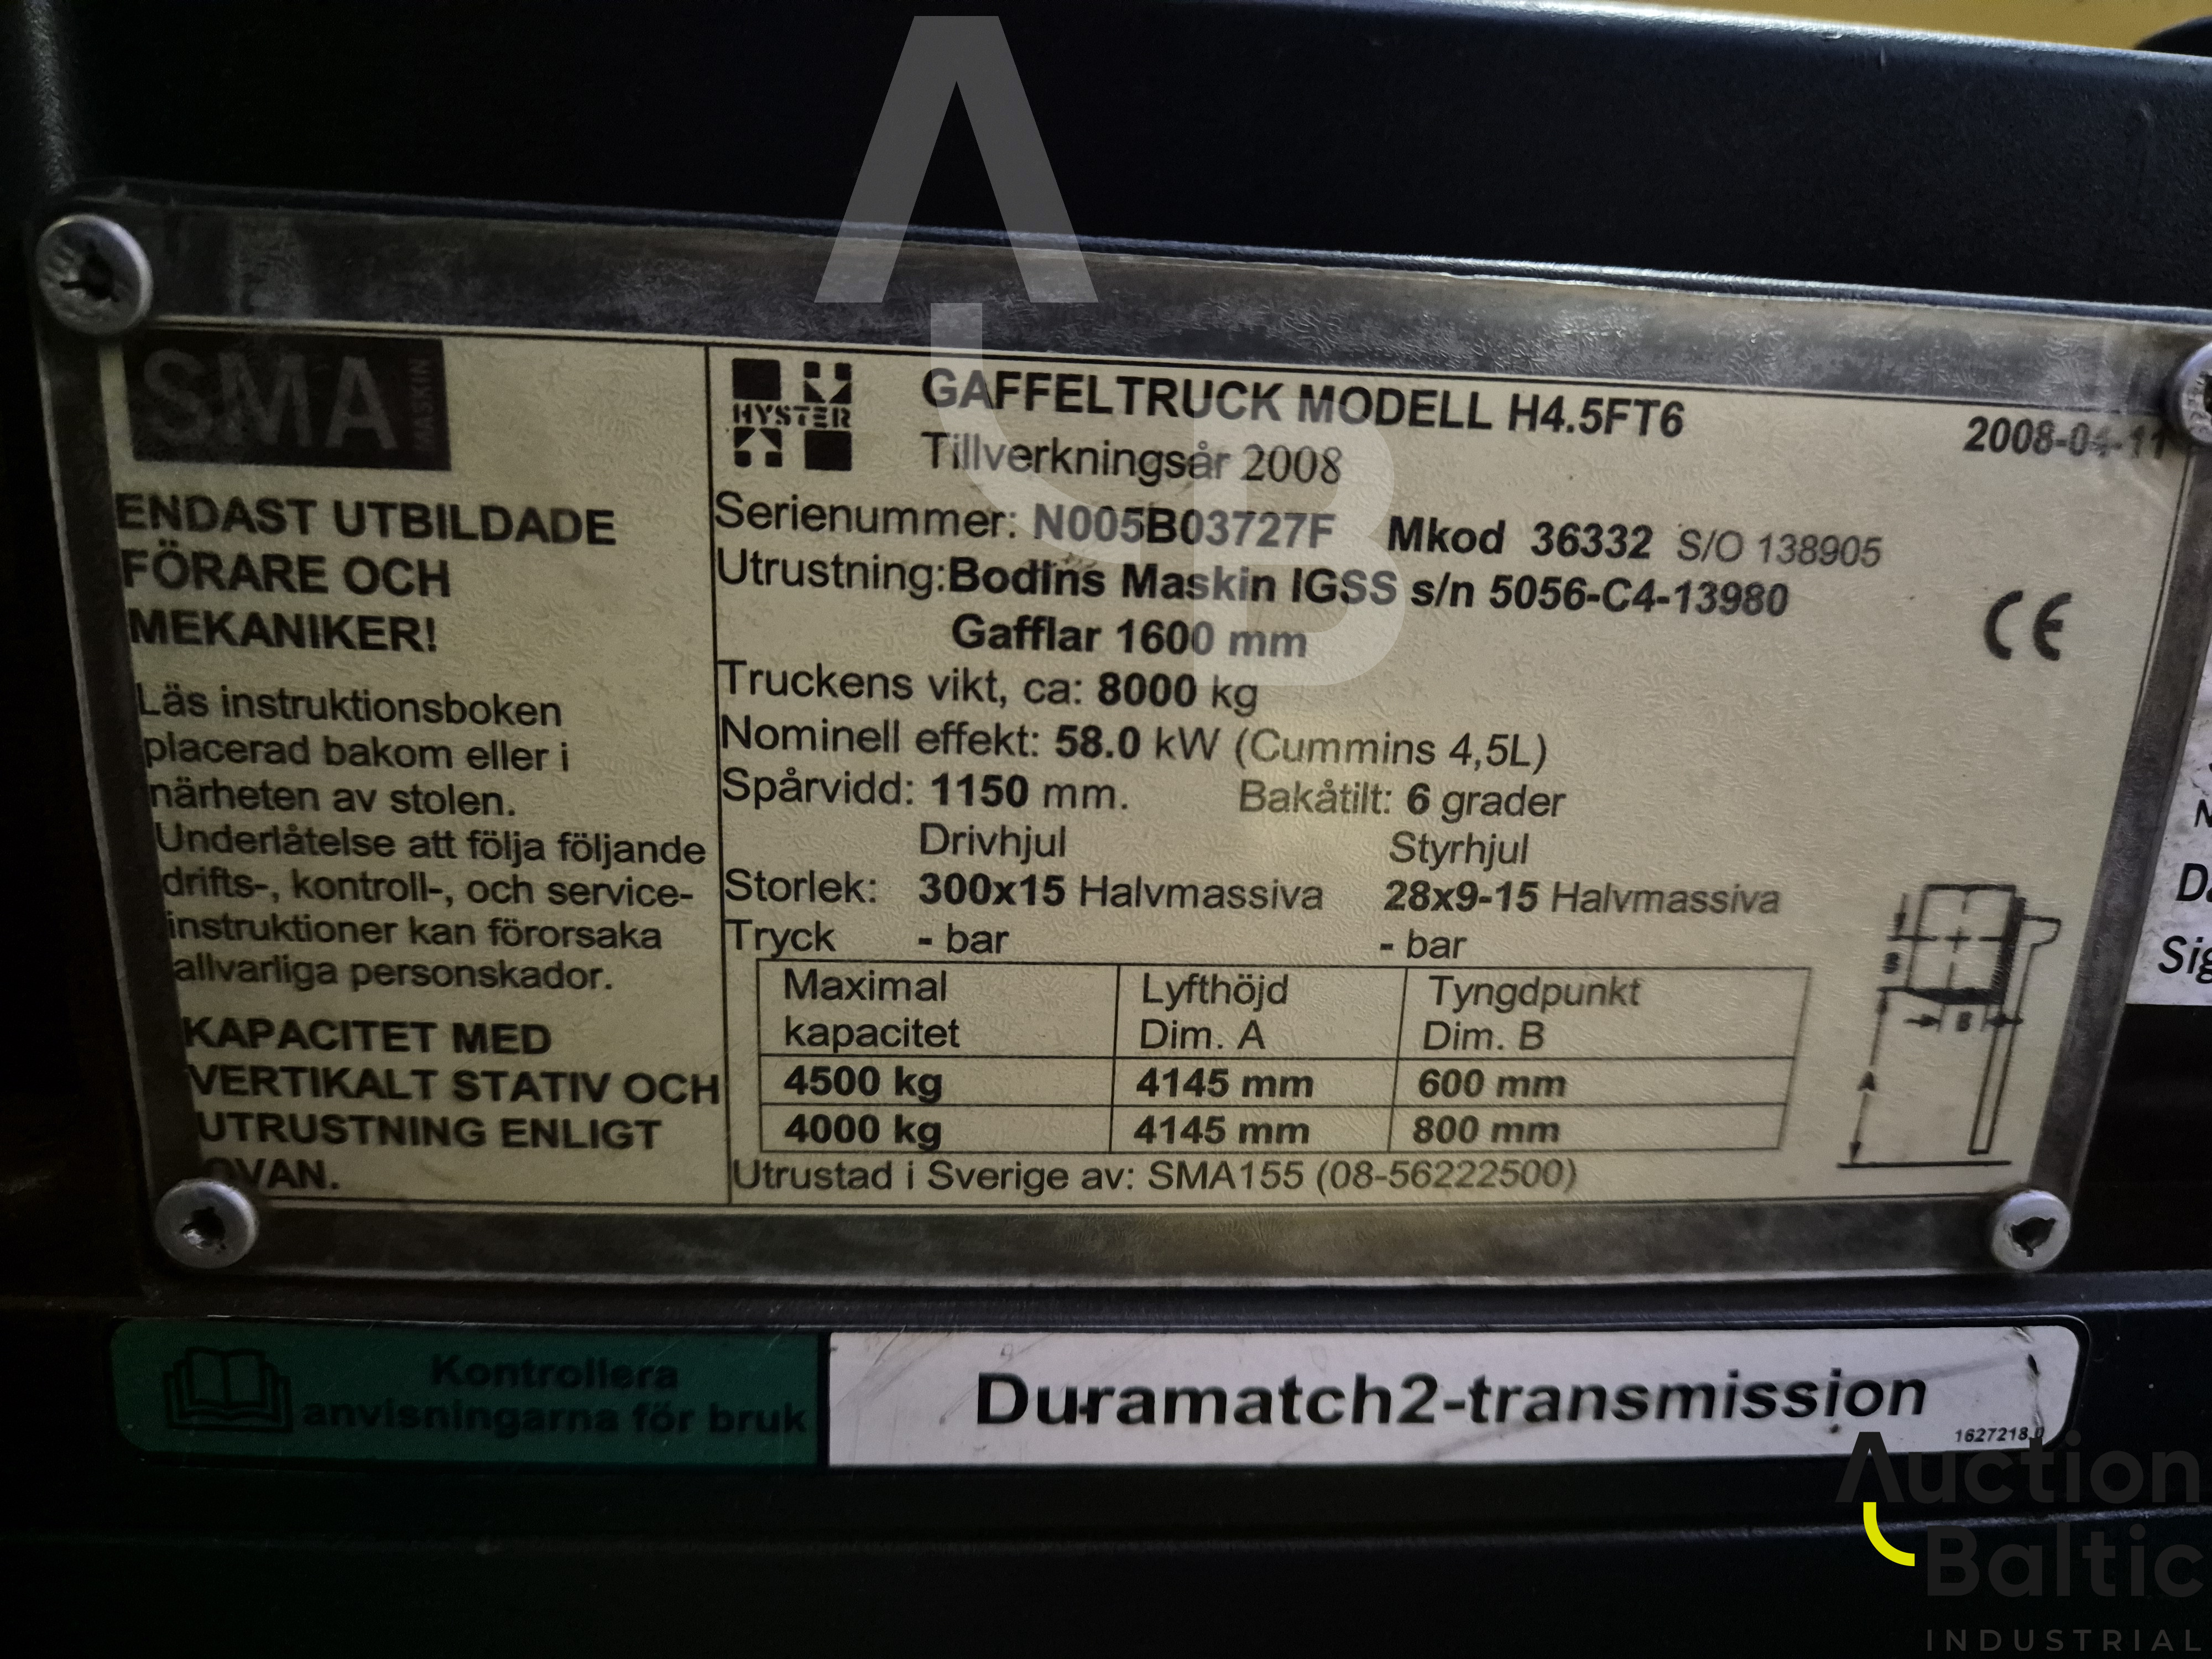 SMA MASKIN
ENDAST UTBILDADE
FÖRARE OCH
MEKANIKER!
Läs instruktionsboken
placerad bakom eller i
närheten av stolen.
Underlåtelse att följa följande
drifts-, kontroll-, och service-
instruktioner kan förorsaka
allvarliga personskador.
KAPACITET MED
VERTIKALT STATIV OCH
UTRUSTNING ENLIGT
OVAN.
HYSTER
GAFFELTRUCK MODELL H4.5FT6
2008-04-11
Tillverkningsår 2008
Serienummer: N005B03727F Mkod 36332 S/O 138905
Utrustning:Bodins Maskin IGSS s/n 5056-C4-13980
Gafflar 1600 mm
CE
Truckens vikt, ca: 8000 kg
Nominell effekt: 58.0 kW (Cummins 4,5L)
Spårvidd: 1150 mm. Bakåtilt: 6 grader
Drivhjul Styrhjul
Storlek: 300x15 Halvmassiva 28x9-15 Halvmassiva
Tryck - bar - bar
Maximal Lyfthöjd Tyngdpunkt
kapacitet Dim. A Dim. B
4500 kg 4145 mm 600 mm
4000 kg 4145 mm 800 mm
Utrustad i Sverige av: SMA155 (08-56222500)
B
B
A
Kontrollera
anvisningarna för bruk
Duramatch2-transmission
1627218.0
D
Sig
A
B
Auction
Baltic
INDUSTRIAL